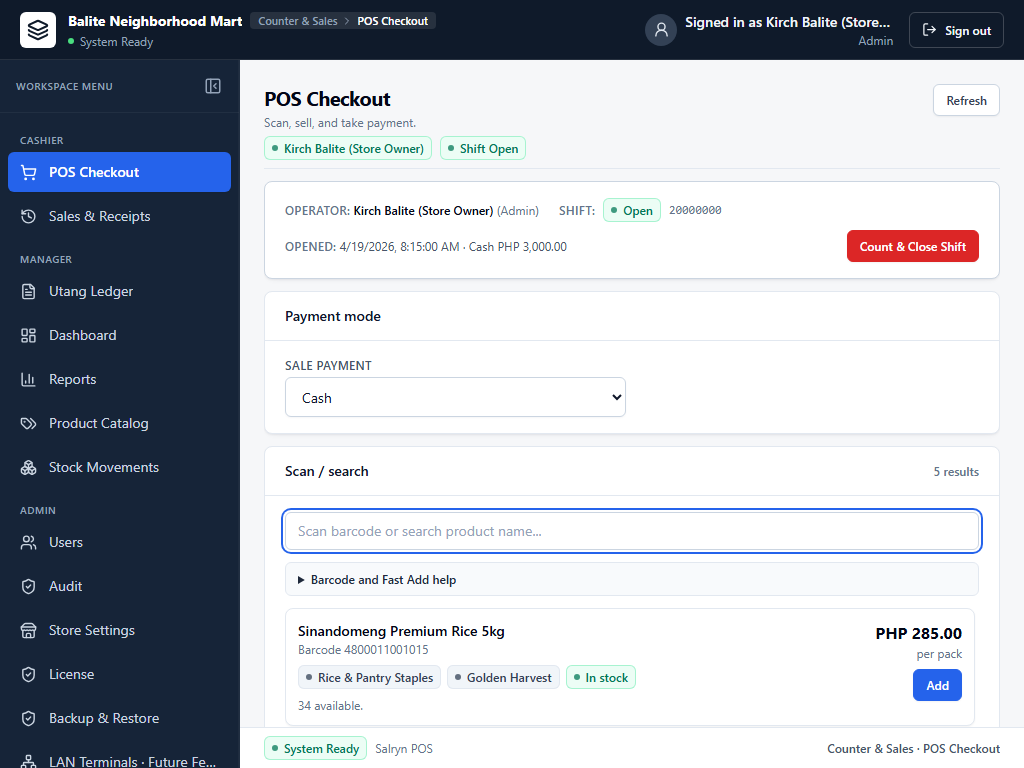 Balite Neighborhood Mart
Counter & Sales > POS Checkout
System Ready
Signed in as Kirch Balite (Store...
Admin
Sign out
WORKSPACE MENU
CASHIER
POS Checkout
Sales & Receipts
MANAGER
Utang Ledger
Dashboard
Reports
Product Catalog
Stock Movements
ADMIN
Users
Audit
Store Settings
License
Backup & Restore
LAN Terminals · Future Fe...
POS Checkout
Refresh
Scan, sell, and take payment.
Kirch Balite (Store Owner)
Shift Open
OPERATOR: Kirch Balite (Store Owner) (Admin) SHIFT: Open 20000000
OPENED: 4/19/2026, 8:15:00 AM · Cash PHP 3,000.00
Count & Close Shift
Payment mode
SALE PAYMENT
Cash
Scan / search
5 results
Scan barcode or search product name...
Barcode and Fast Add help
Sinandomeng Premium Rice 5kg
PHP 285.00
Barcode 4800011001015
per pack
Rice & Pantry Staples
Golden Harvest
In stock
Add
34 available.
System Ready
Salryn POS
Counter & Sales · POS Checkout